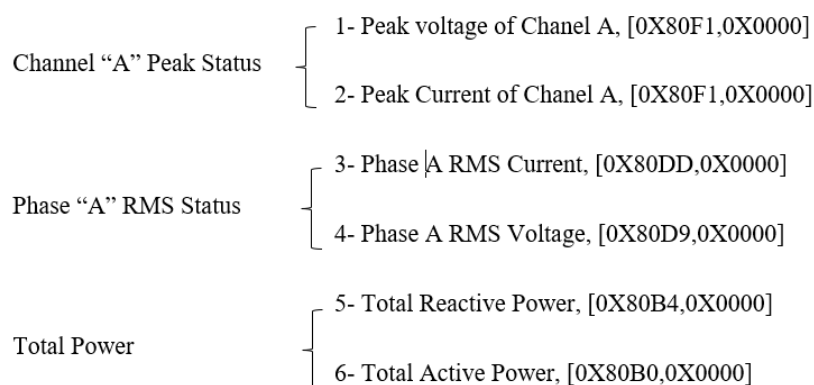 1- Peak voltage of Chanel A, [0X80F1,0X0000]
Channel “A” Peak Status
2- Peak Current of Chanel A, [0X80F1,0X0000]
3- Phase A RMS Current, [0X80DD,0X0000]
Phase “A” RMS Status
4- Phase A RMS Voltage, [0X80D9,0X0000]
5- Total Reactive Power, [0X80B4,0X0000]
Total Power
6- Total Active Power, [0X80B0,0X0000]